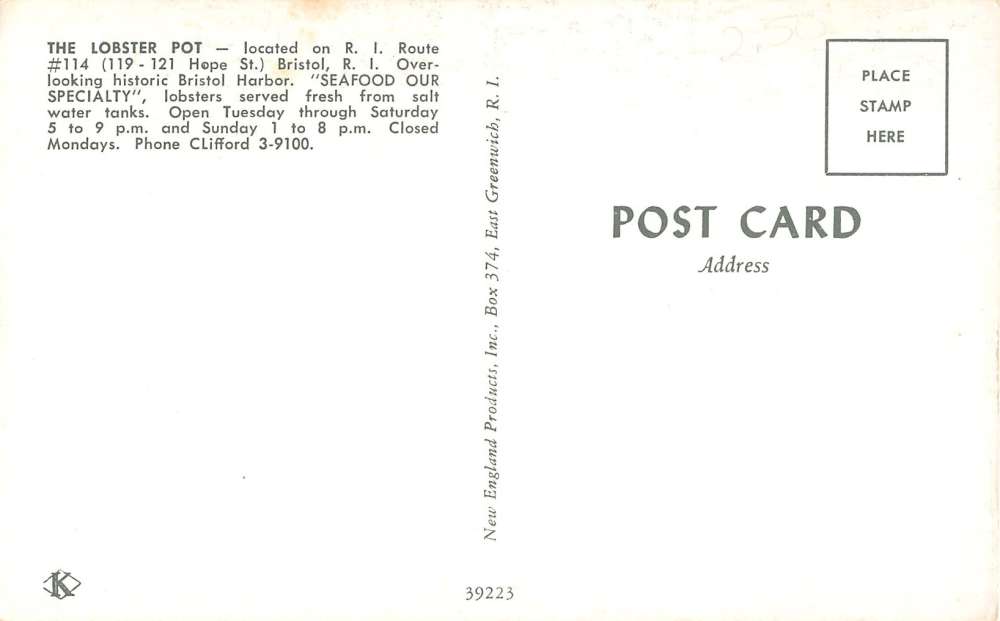 THE LOBSTER POT — located on R. I. Route
#114 (119 - 121 Hope St.) Bristol, R. I. Over-
looking historic Bristol Harbor. "SEAFOOD OUR
SPECIALTY", lobsters served fresh from salt
water tanks. Open Tuesday through Saturday
5 to 9 p.m. and Sunday 1 to 8 p.m. Closed
Mondays. Phone CLifford 3-9100.
New England Products, Inc., Box 374, East Greenwich, R. I.
PLACE
STAMP
HERE
POST CARD
Address
K
39223